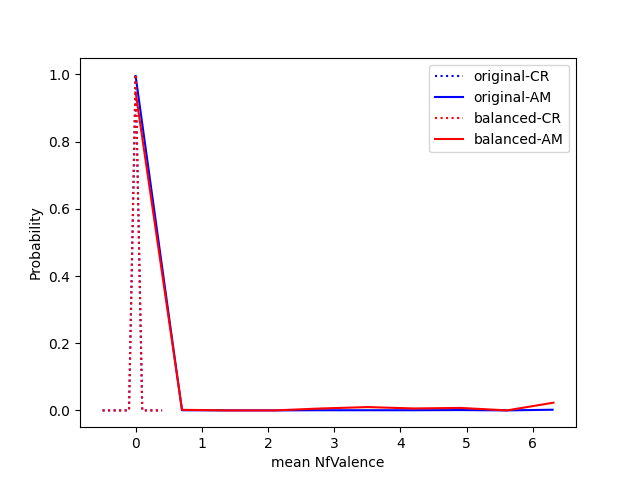 original-CR
original-AM
balanced-CR
balanced-AM
Probability
1.0
0.8
0.6
0.4
0.2
0.0
0 1 2 3 4 5 6
mean NfValence